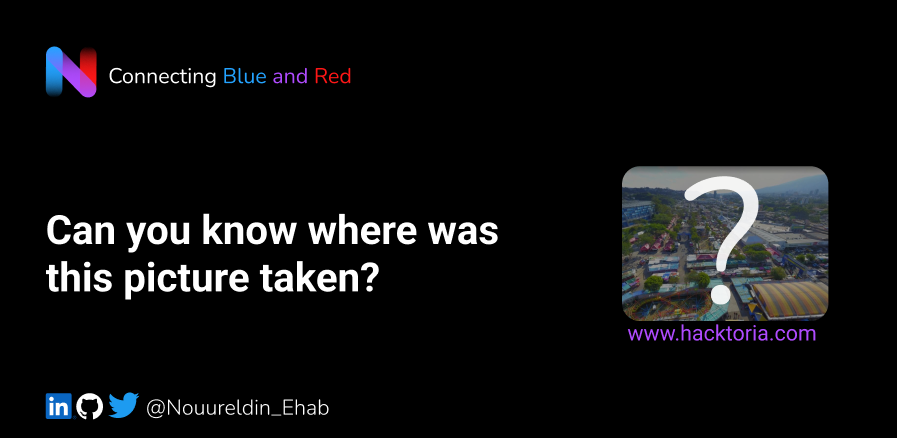 Connecting Blue and Red
Can you know where was
this picture taken?
?
www.hacktoria.com
in @Nouureldin_Ehab